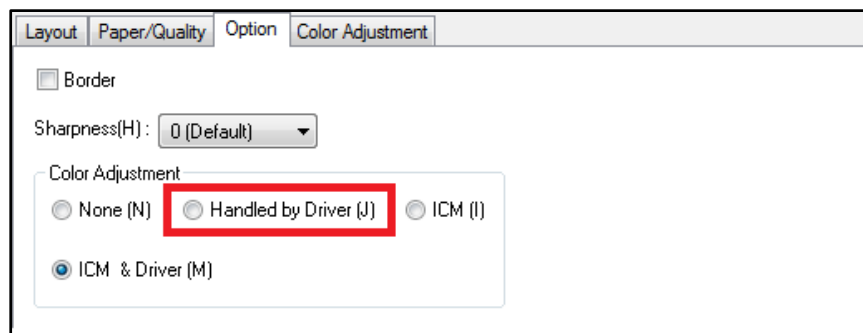 Layout Paper/Quality Option Color Adjustment
Border
Sharpness(H) : 0 (Default)
Color Adjustment
None (N) Handled by Driver (J) ICM (I)
ICM & Driver (M)